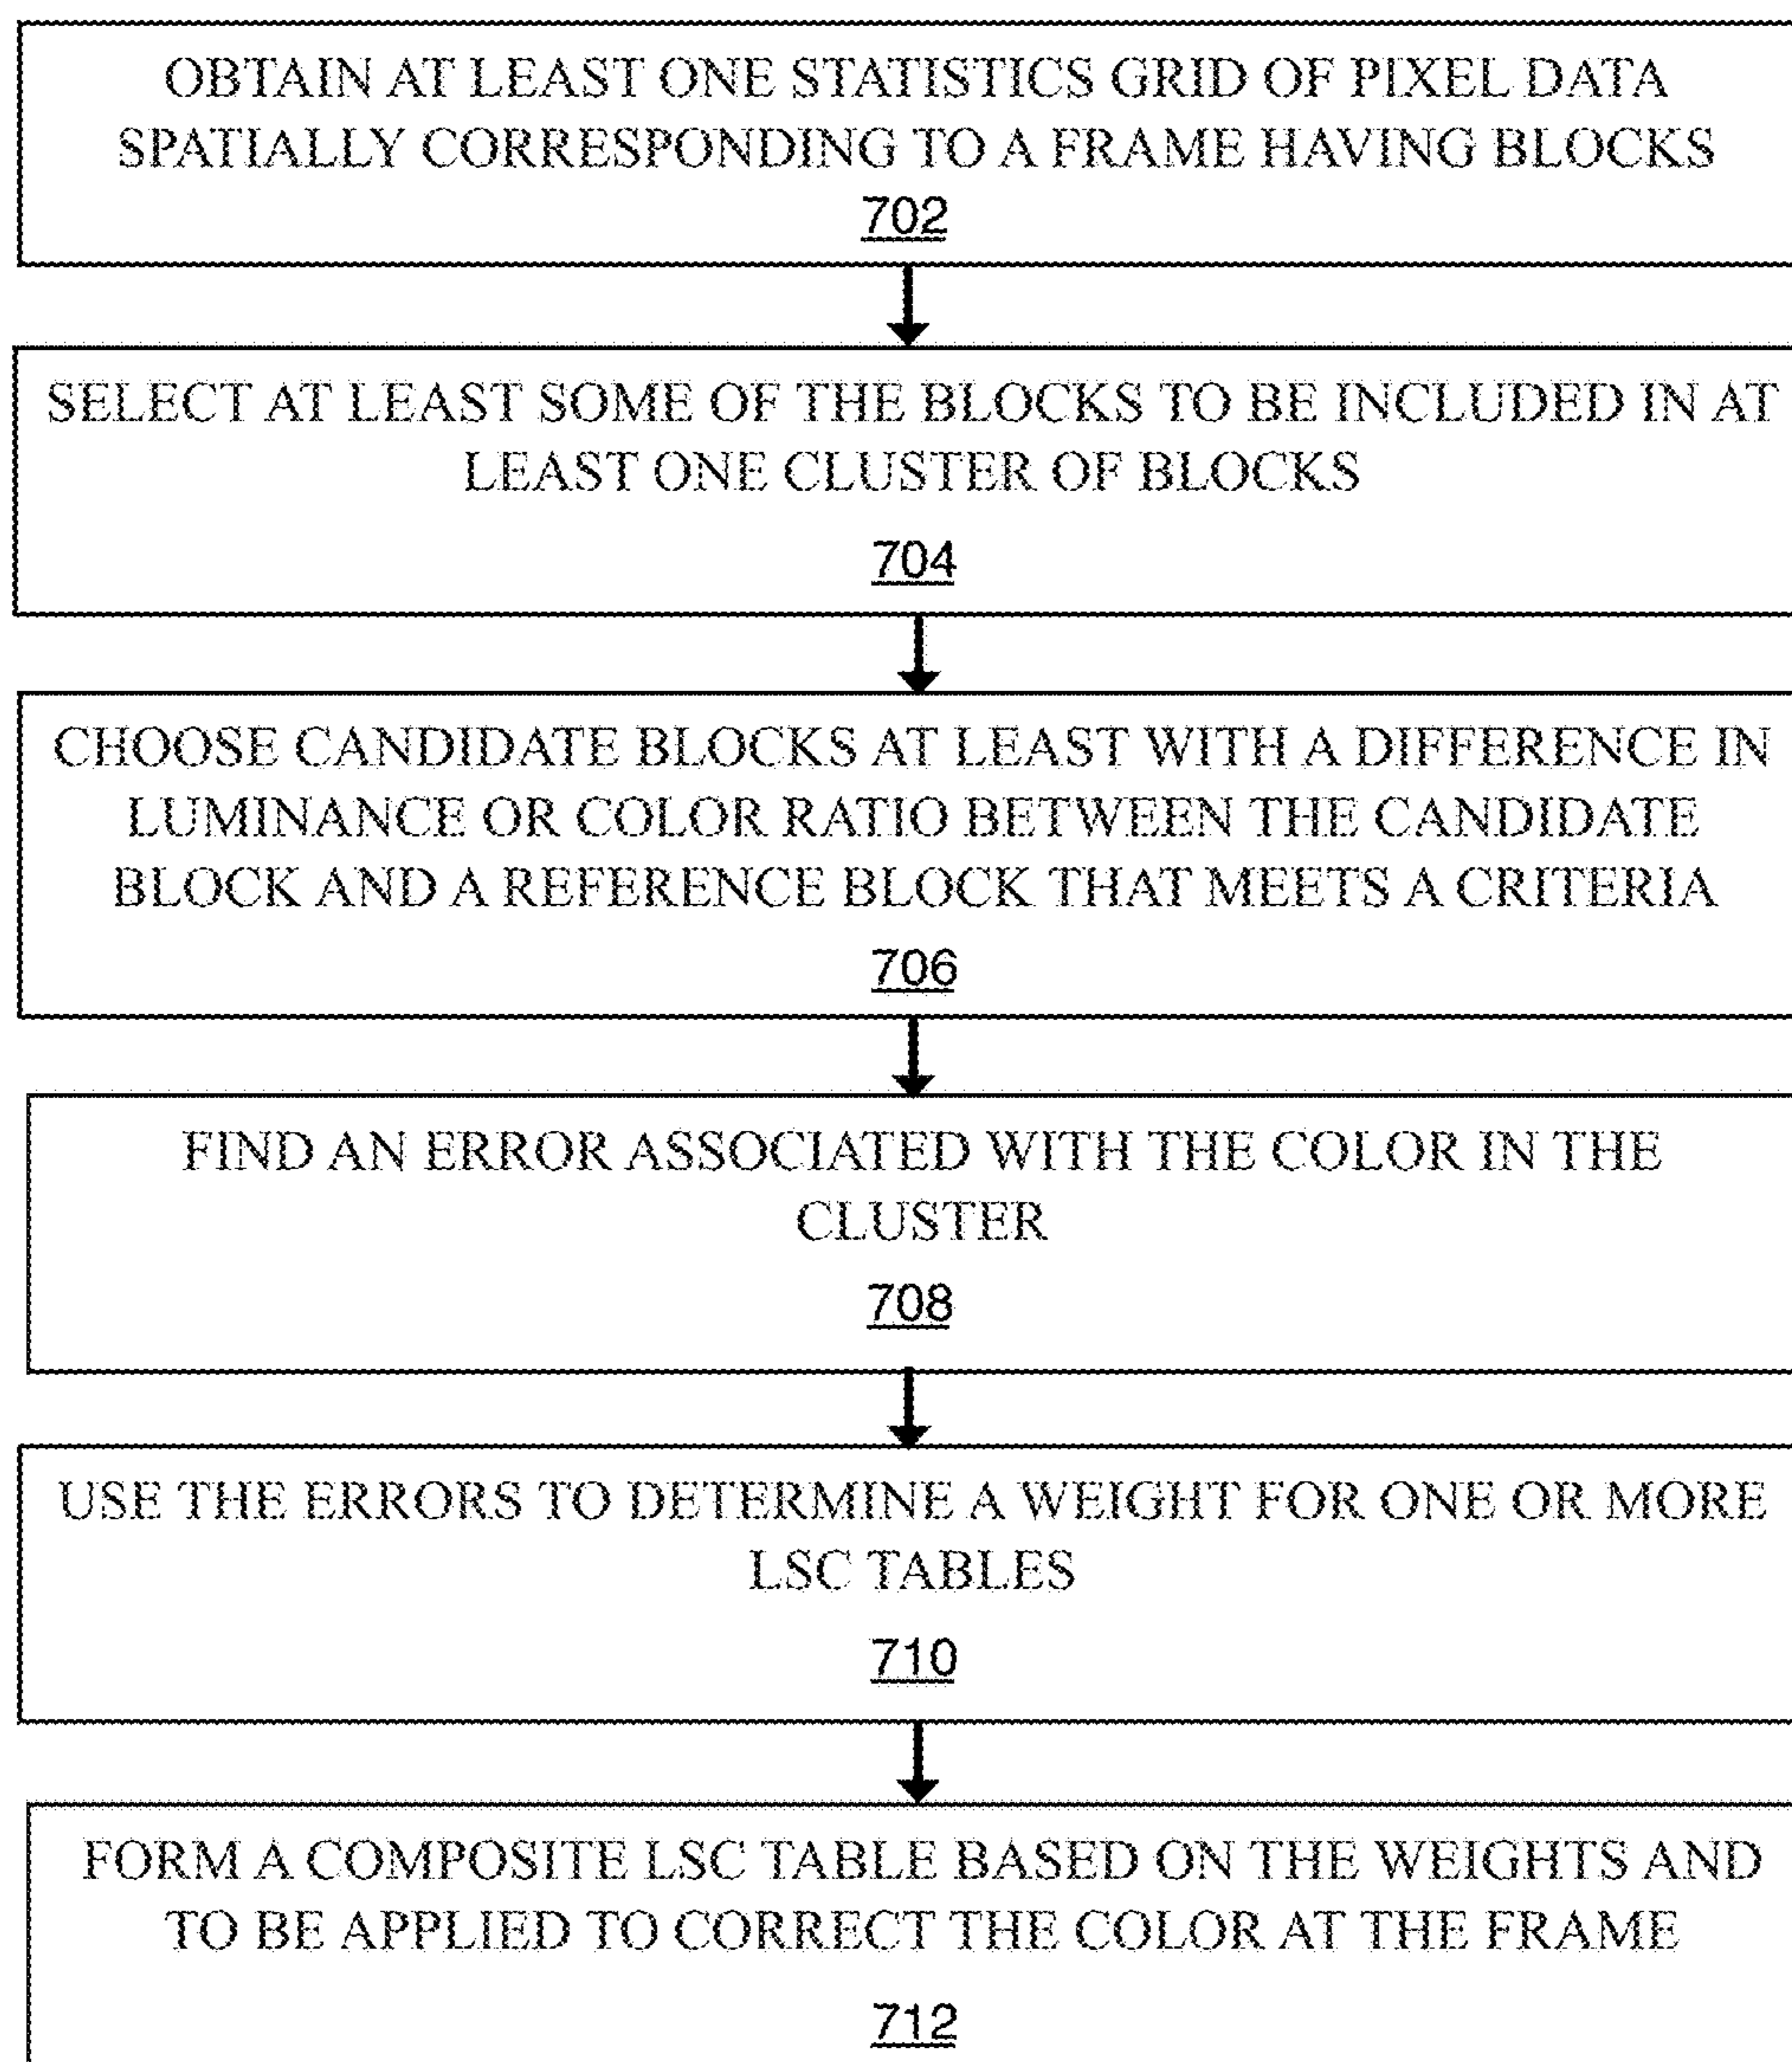 OBTAIN AT LEAST ONE STATISTICS GRID OF PIXEL DATA
SPATIALLY CORRESPONDING TO A FRAME HAVING BLOCKS
702
SELECT AT LEAST SOME OF THE BLOCKS TO BE INCLUDED IN AT
LEAST ONE CLUSTER OF BLOCKS
704
CHOOSE CANDIDATE BLOCKS AT LEAST WITH A DIFFERENCE IN
LUMINANCE OR COLOR RATIO BETWEEN THE CANDIDATE
BLOCK AND A REFERENCE BLOCK THAT MEETS A CRITERIA
706
FIND AN ERROR ASSOCIATED WITH THE COLOR IN THE
CLUSTER
708
USE THE ERRORS TO DETERMINE A WEIGHT FOR ONE OR MORE
LSC TABLES
710
FORM A COMPOSITE LSC TABLE BASED ON THE WEIGHTS AND
TO BE APPLIED TO CORRECT THE COLOR AT THE FRAME
712